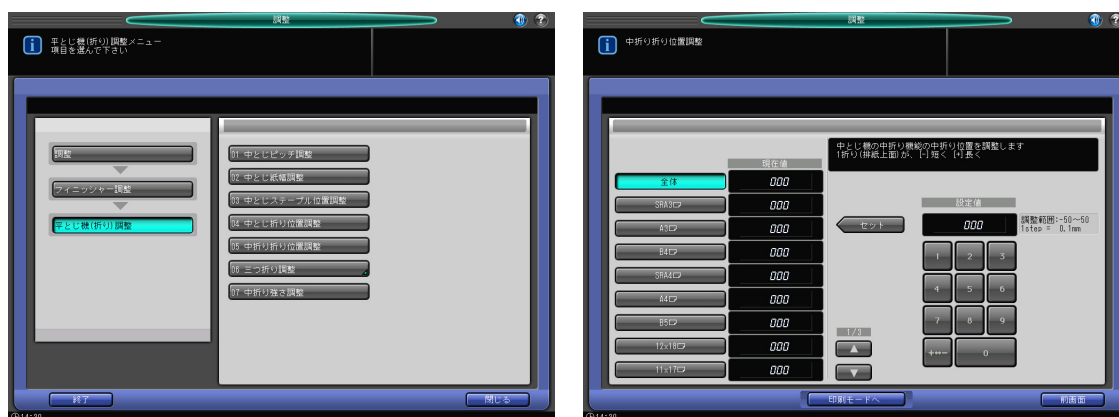 調整
平とじ機(折り)調整メニュー
項目を選んで下さい
調整
フィニッシャー調整
平とじ機(折り)調整
01 中とじピッチ調整
02 中とじ紙幅調整
03 中とじステープル位置調整
04 中とじ折り位置調整
05 中折り折り位置調整
06 三つ折り調整
07 中折り強さ調整
終了
閉じる
14:30
調整
中折り折り位置調整
中とじ機の中折り機能の中折り位置を調整します
1折り(排紙上面)が、[-]短く [+]長く
現在値
全体 000
SRA3 000
A3 000
B4 000
SRA4 000
A4 000
B5 000
12x18 000
11x17 000
セット
設定値
000
調整範囲:-50～50
1step = 0.1mm
1 2 3
4 5 6
7 8 9
+↔- 0
1/3
印刷モードへ
前画面
14:30